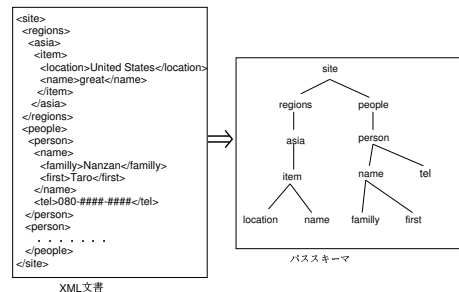 <site>
<regions>
<asia>
<item>
<location>United States</location>
<name>great</name>
</item>
</asia>
</regions>
<people>
<person>
<name>
<familly>Nanzan</familly>
<first>Taro</first>
</name>
<tel>080-####-####</tel>
</person>
<person>
. . . . . . .
</people>
</site>
XML文書
site
regions people
asia person
item name tel
location name familly first
パススキーマ